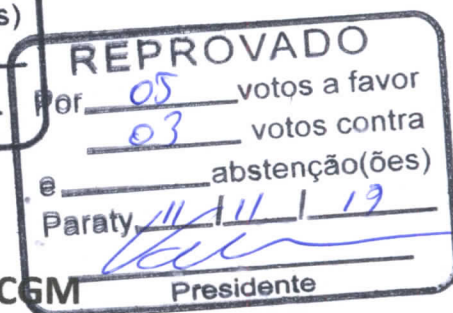 s)
REPROVADO
Por 05 votos a favor
03 votos contra
e abstenção(ões)
Paraty, 11 / 11 / 19
CGM
Presidente